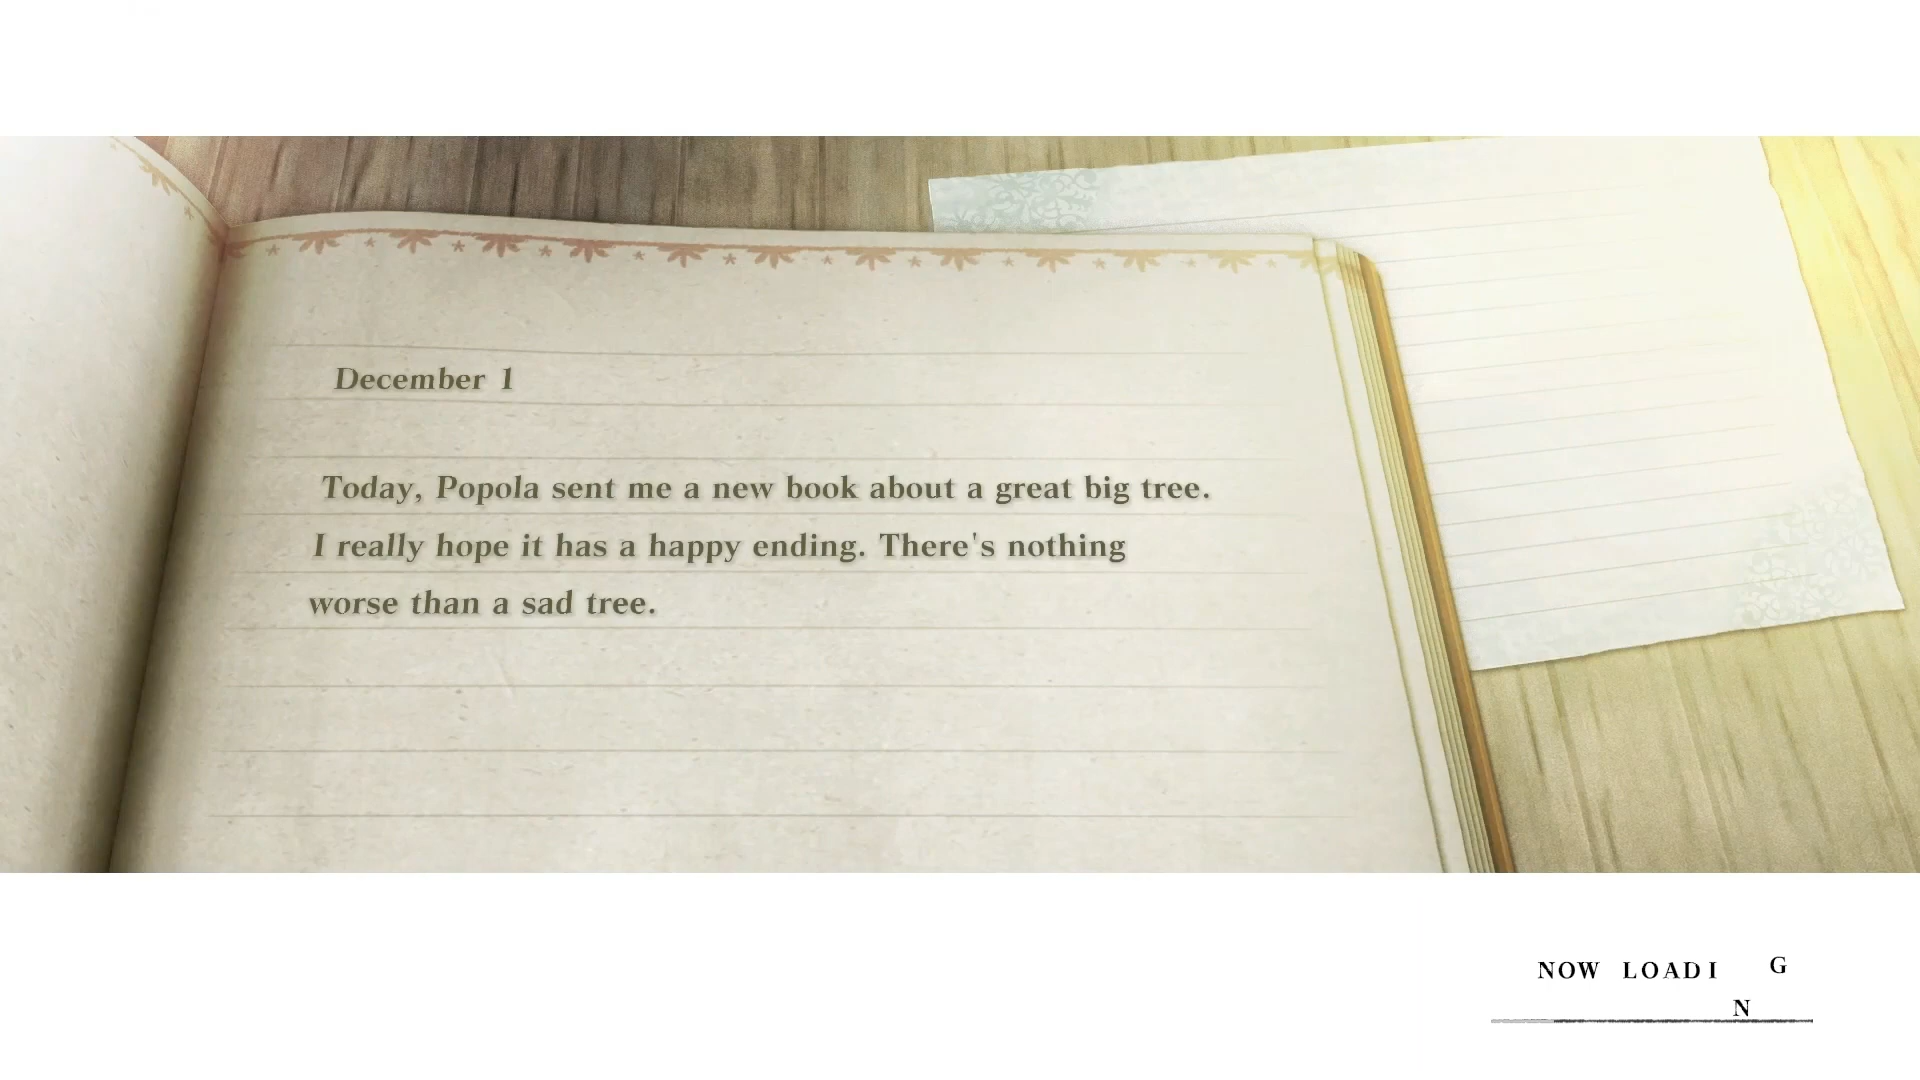 December 1
Today, Popola sent me a new book about a great big tree.
I really hope it has a happy ending. There's nothing
worse than a sad tree.
NOW LOADING